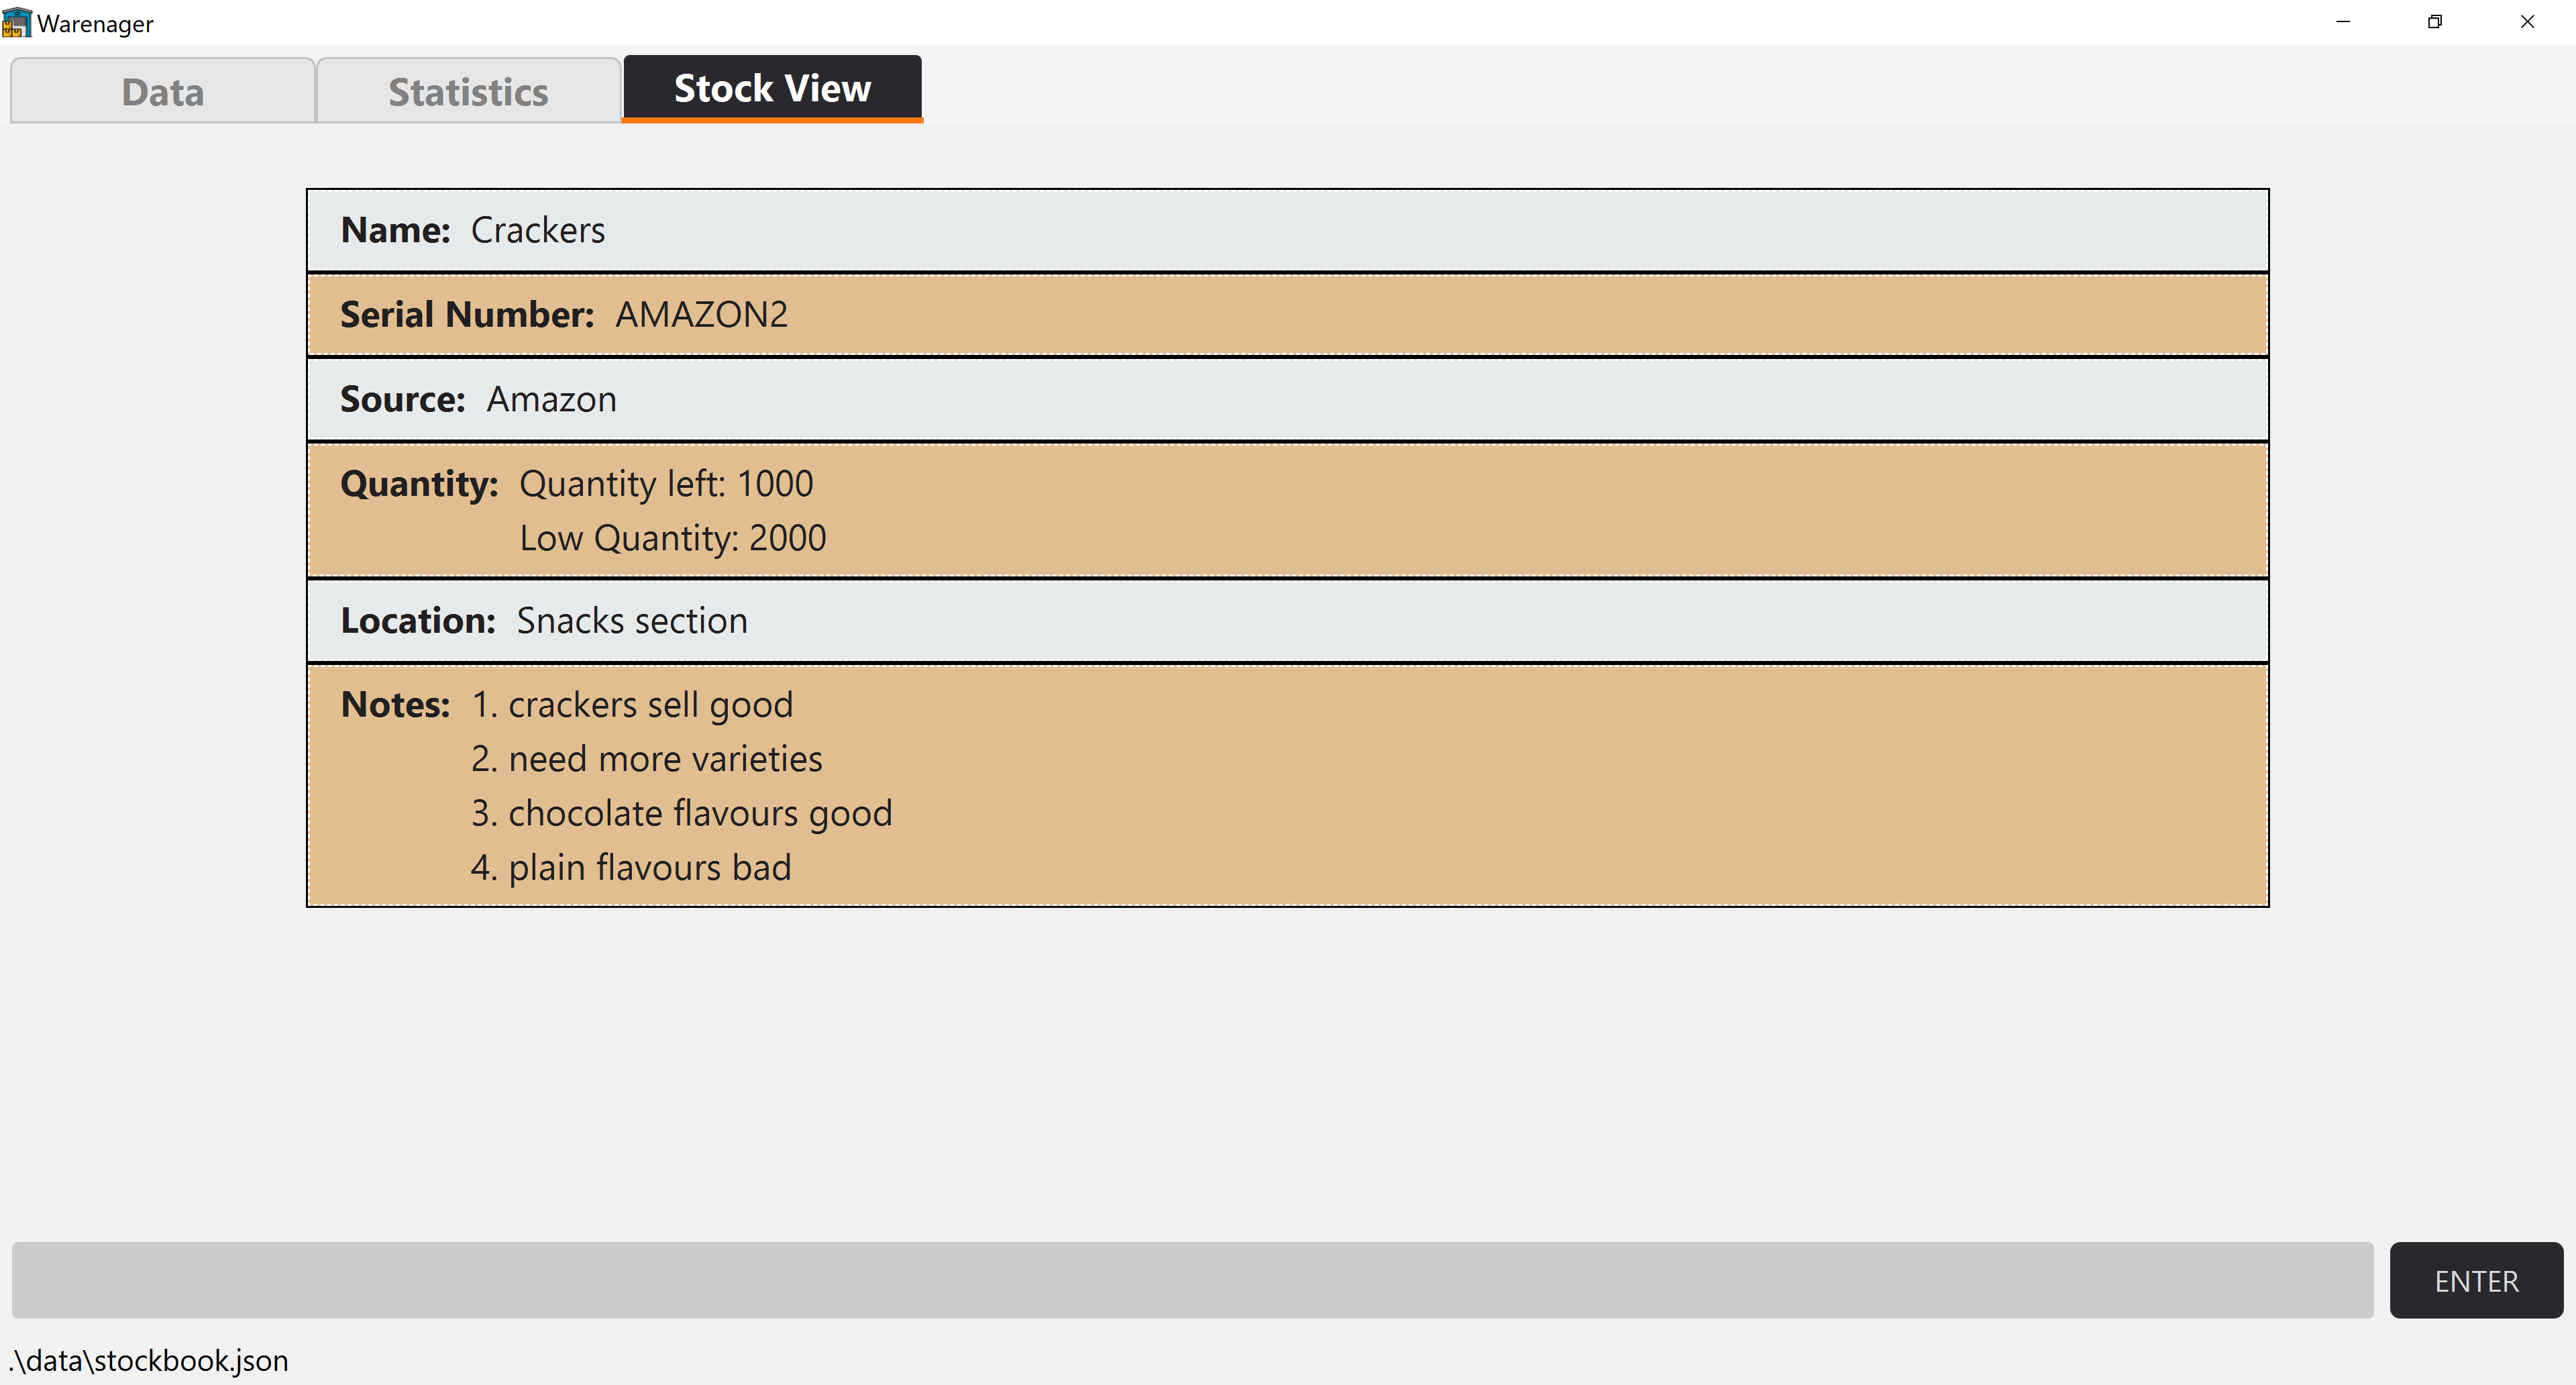 Warenager
Data
Statistics
Stock View
Name: Crackers
Serial Number: AMAZON2
Source: Amazon
Quantity: Quantity left: 1000
Low Quantity: 2000
Location: Snacks section
Notes: 1. crackers sell good
2. need more varieties
3. chocolate flavours good
4. plain flavours bad
ENTER
.\data\stockbook.json